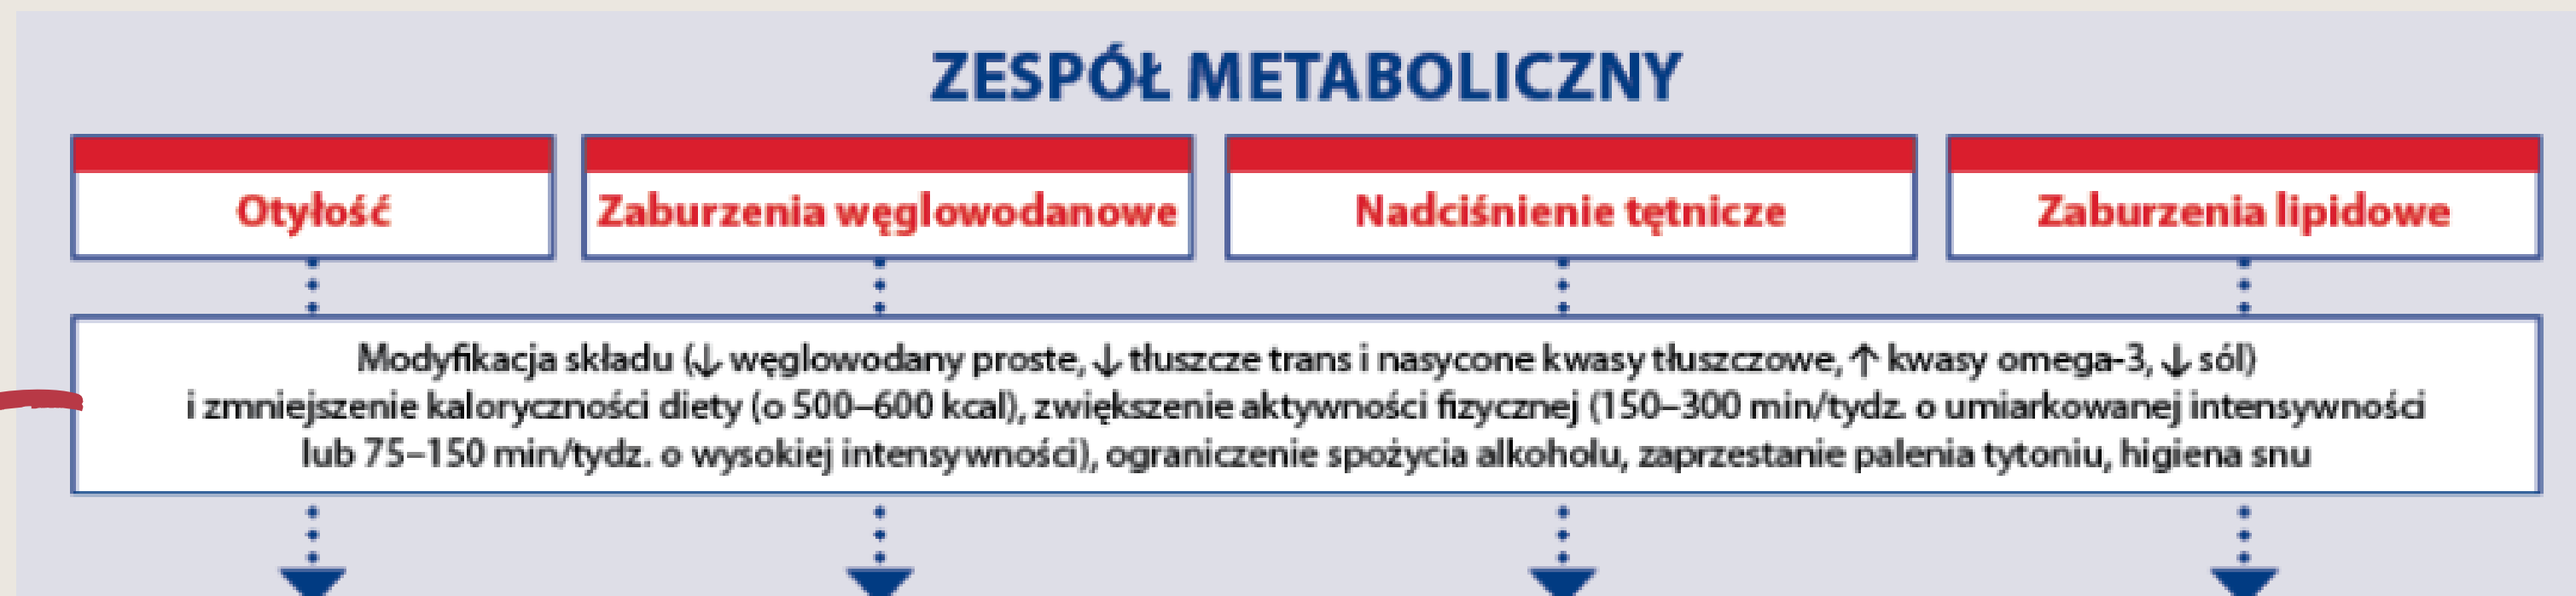 ZESPÓŁ METABOLICZNY
Otyłość
Zaburzenia węglowodanowe
Nadciśnienie tętnicze
Zaburzenia lipidowe
Modyfikacja składu (↓ węglowodany proste, ↓ tłuszcze trans i nasycone kwasy tłuszczowe, ↑ kwasy omega-3, ↓ sól)
i zmniejszenie kaloryczności diety (o 500–600 kcal), zwiększenie aktywności fizycznej (150–300 min/tydz. o umiarkowanej intensywności
lub 75–150 min/tydz. o wysokiej intensywności), ograniczenie spożycia alkoholu, zaprzestanie palenia tytoniu, higiena snu